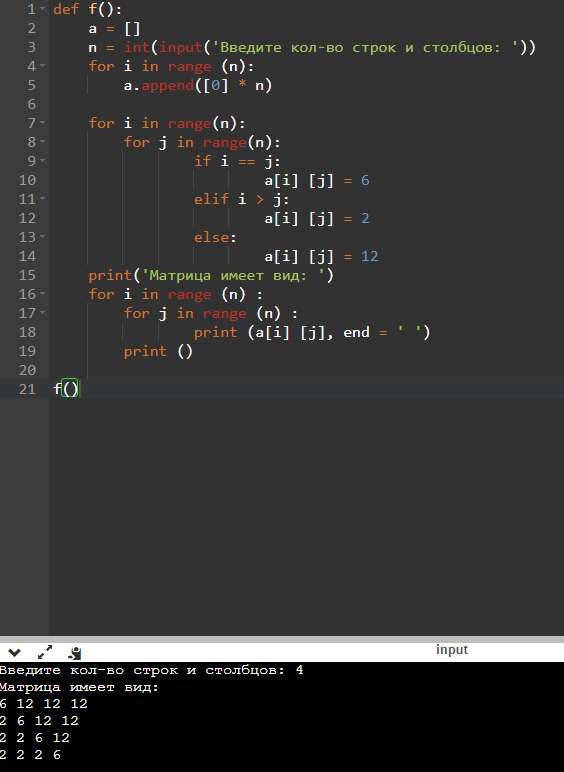 1 def f():
2     a = []
3     n = int(input('Введите кол-во строк и столбцов: '))
4     for i in range (n):
5         a.append([0] * n)
6
7     for i in range(n):
8         for j in range(n):
9                 if i == j:
10                         a[i] [j] = 6
11                 elif i > j:
12                         a[i] [j] = 2
13                 else:
14                         a[i] [j] = 12
15     print('Матрица имеет вид: ')
16     for i in range (n) :
17         for j in range (n) :
18                 print (a[i] [j], end = ' ')
19         print ()
20
21 f()
input
Введите кол-во строк и столбцов: 4
Матрица имеет вид:
6 12 12 12
2 6 12 12
2 2 6 12
2 2 2 6